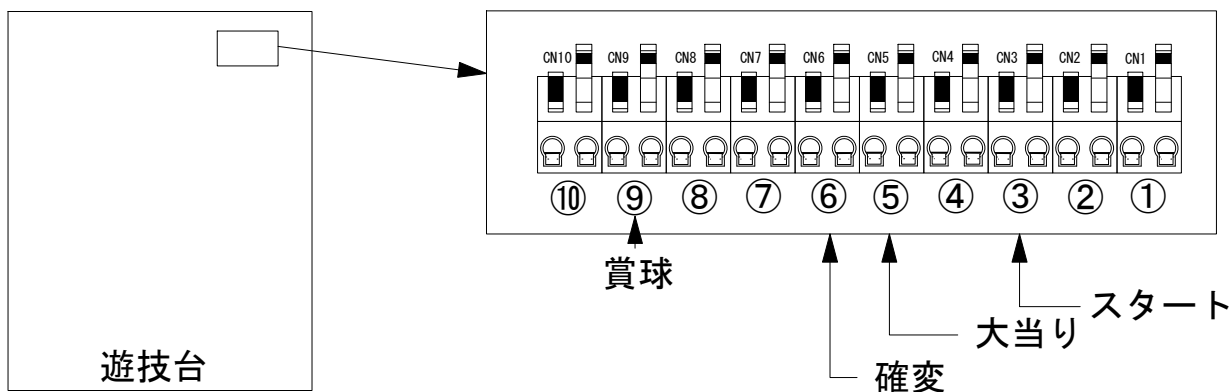 CN10 CN9 CN8 CN7 CN6 CN5 CN4 CN3 CN2 CN1
⑩ ⑨ ⑧ ⑦ ⑥ ⑤ ④ ③ ② ①
賞球
スタート
大当り
確変
遊技台